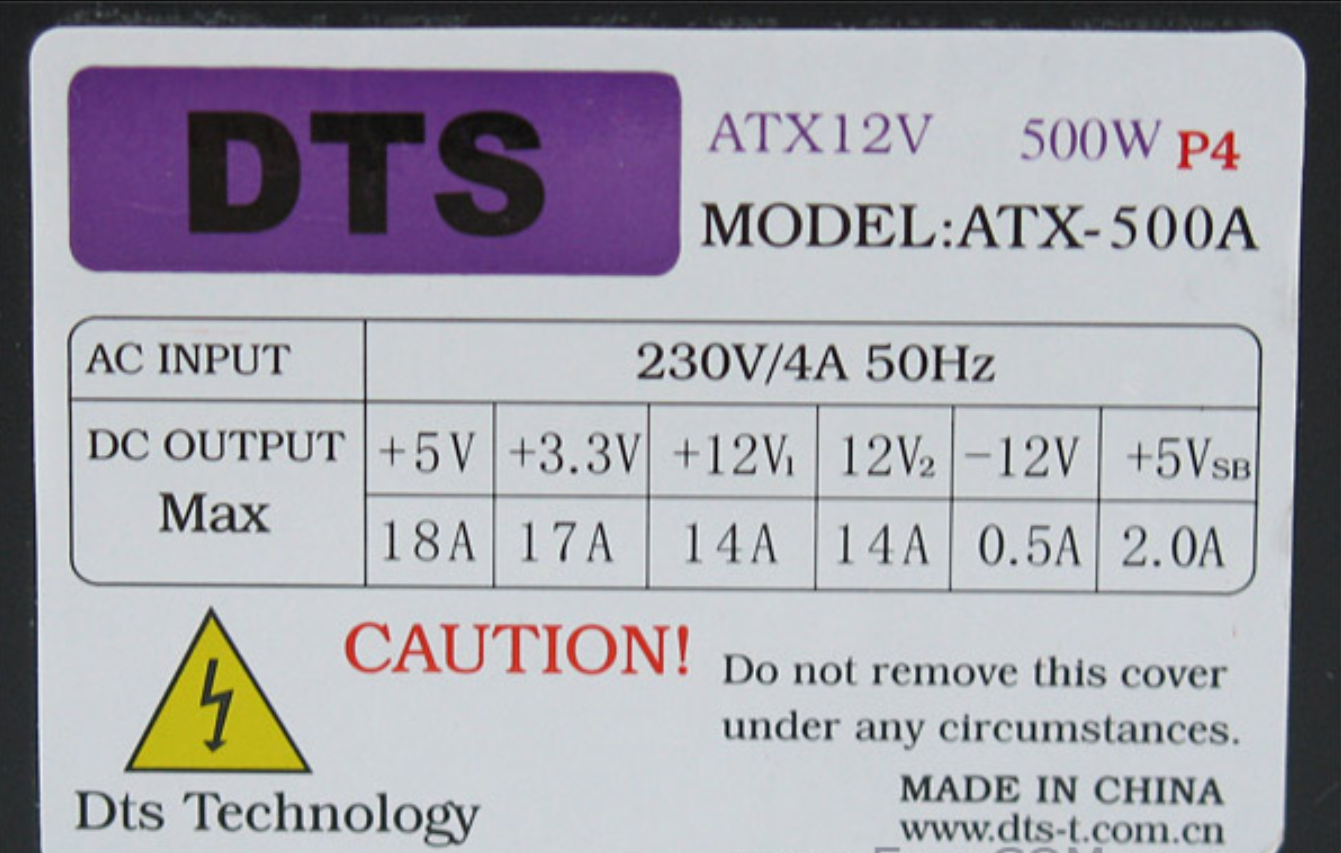 DTS
ATX12V 500W P4
MODEL:ATX-500A
AC INPUT 230V/4A 50Hz
DC OUTPUT Max +5V +3.3V +12V₁ 12V₂ -12V +5VSB
18A 17A 14A 14A 0.5A 2.0A
CAUTION! Do not remove this cover
under any circumstances.
Dts Technology
MADE IN CHINA
www.dts-t.com.cn